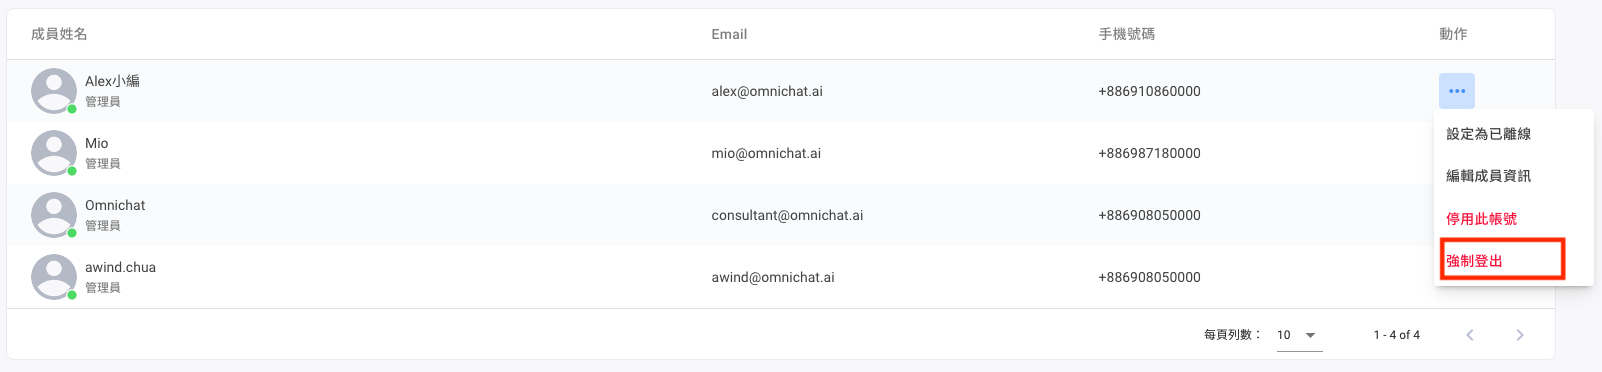 成員姓名 Email 手機號碼 動作
Alex小編
管理員
alex@omnichat.ai
+886910860000
Mio
管理員
mio@omnichat.ai
+886987180000
Omnichat
管理員
consultant@omnichat.ai
+886908050000
awind.chua
管理員
awind@omnichat.ai
+886908050000
設定為已離線
編輯成員資訊
停用此帳號
強制登出
每頁列數： 10 1 - 4 of 4